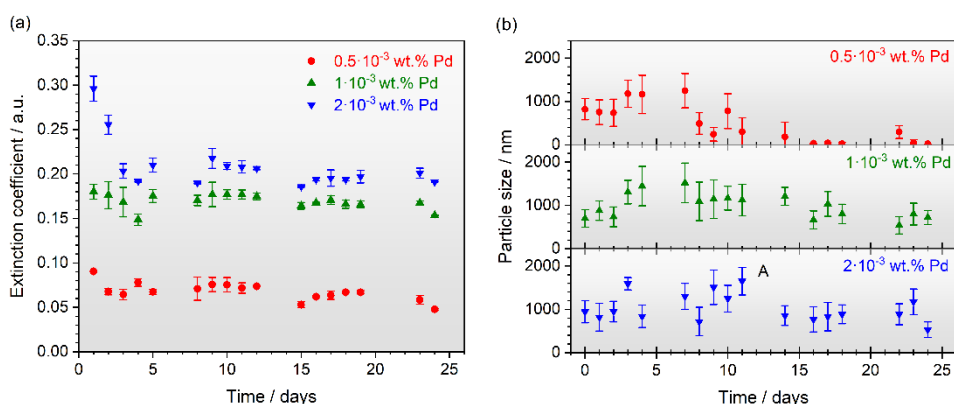 (a)
0.35
0.30
0.25
0.20
0.15
0.10
0.05
0.00
Extinction coefficient / a.u.
0.5·10⁻³ wt.% Pd
1·10⁻³ wt.% Pd
2·10⁻³ wt.% Pd
0 5 10 15 20 25
Time / days
(b)
Particle size / nm
2000
1000
0
0.5·10⁻³ wt.% Pd
2000
1000
0
1·10⁻³ wt.% Pd
2000
1000
0
A
2·10⁻³ wt.% Pd
0 5 10 15 20 25
Time / days